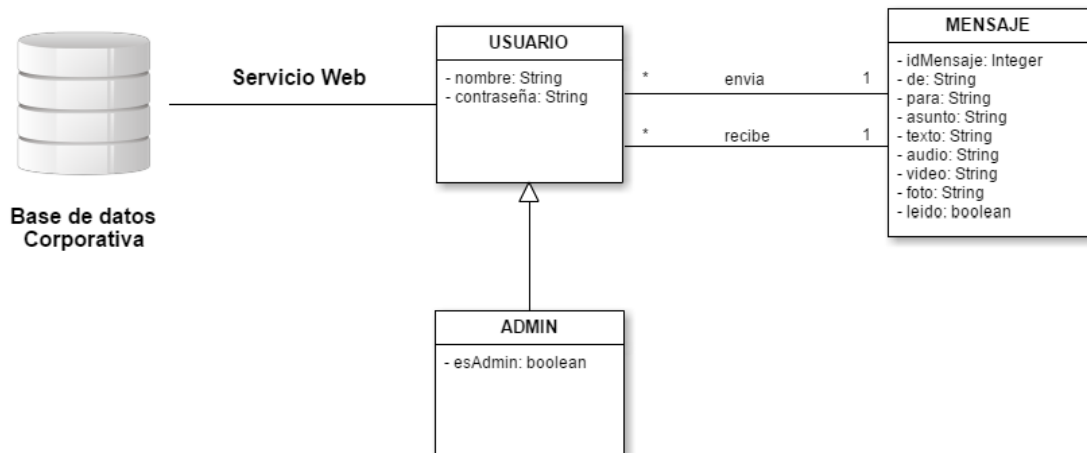 Base de datos
Corporativa
Servicio Web
USUARIO
- nombre: String
- contraseña: String
* envia 1
* recibe 1
MENSAJE
- idMensaje: Integer
- de: String
- para: String
- asunto: String
- texto: String
- audio: String
- video: String
- foto: String
- leido: boolean
ADMIN
- esAdmin: boolean